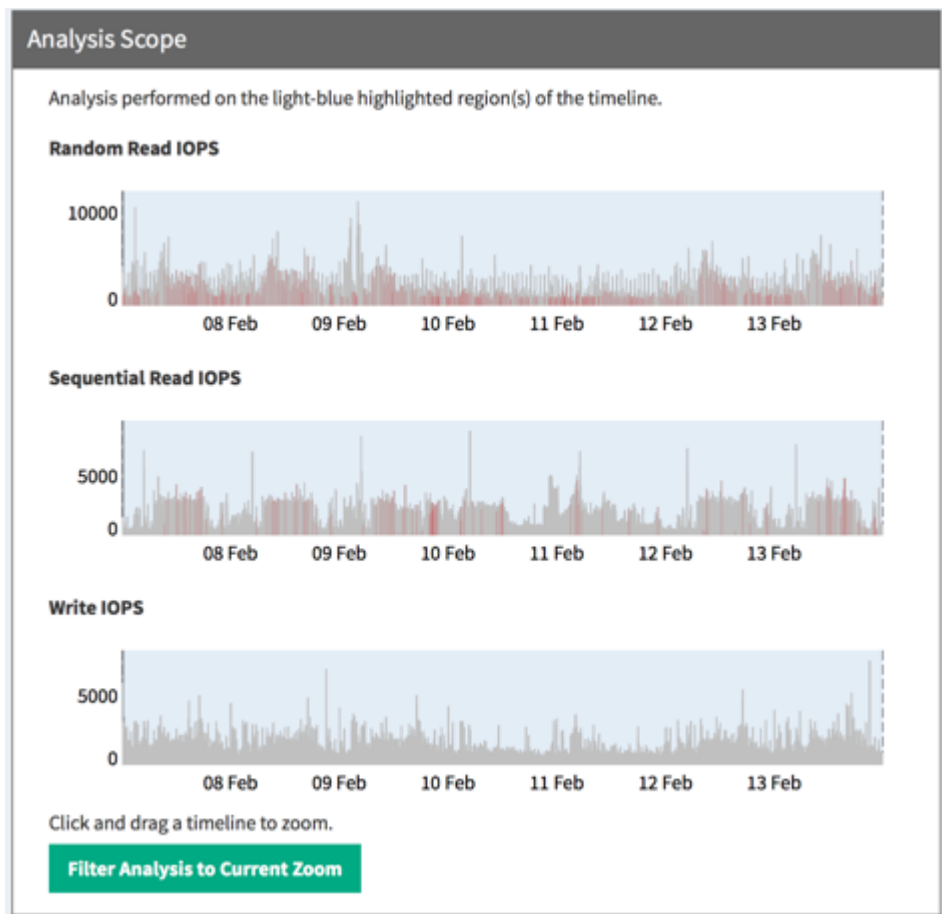 Analysis Scope
Analysis performed on the light-blue highlighted region(s) of the timeline.
Random Read IOPS
10000
0
08 Feb 09 Feb 10 Feb 11 Feb 12 Feb 13 Feb
Sequential Read IOPS
5000
0
08 Feb 09 Feb 10 Feb 11 Feb 12 Feb 13 Feb
Write IOPS
5000
0
08 Feb 09 Feb 10 Feb 11 Feb 12 Feb 13 Feb
Click and drag a timeline to zoom.
Filter Analysis to Current Zoom